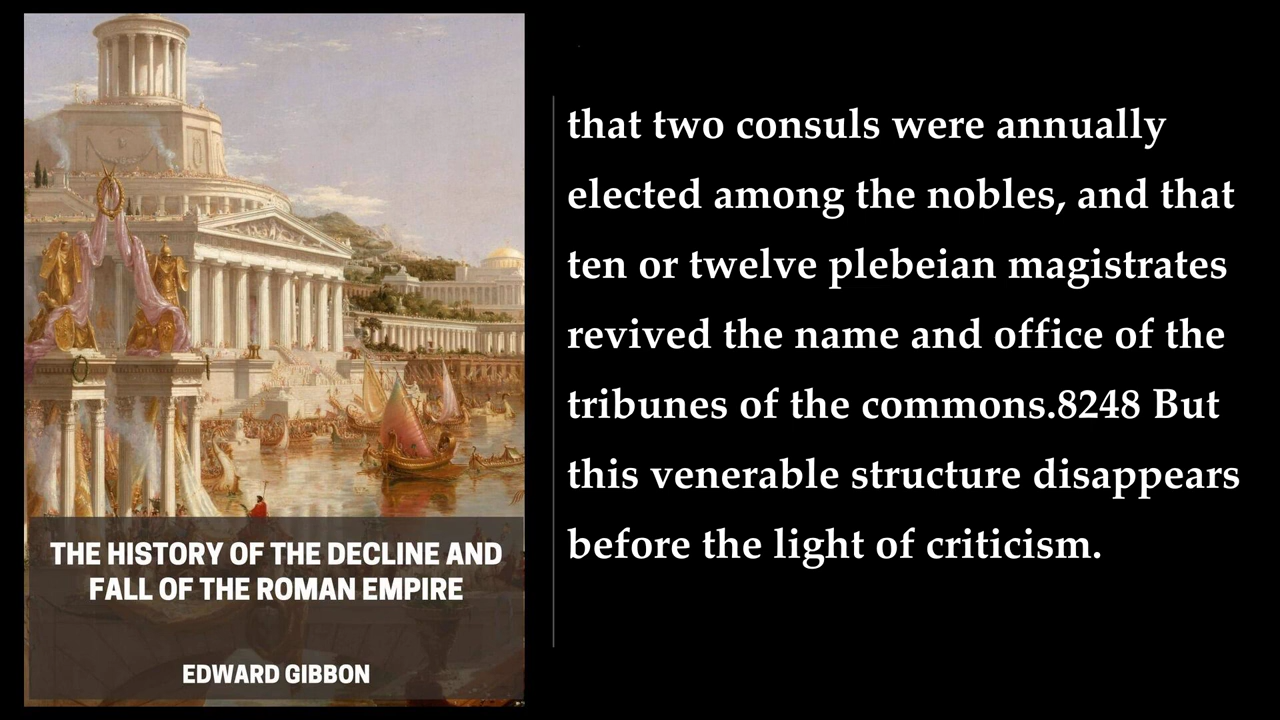 THE HISTORY OF THE DECLINE AND
FALL OF THE ROMAN EMPIRE
EDWARD GIBBON
that two consuls were annually
elected among the nobles, and that
ten or twelve plebeian magistrates
revived the name and office of the
tribunes of the commons.8248 But
this venerable structure disappears
before the light of criticism.